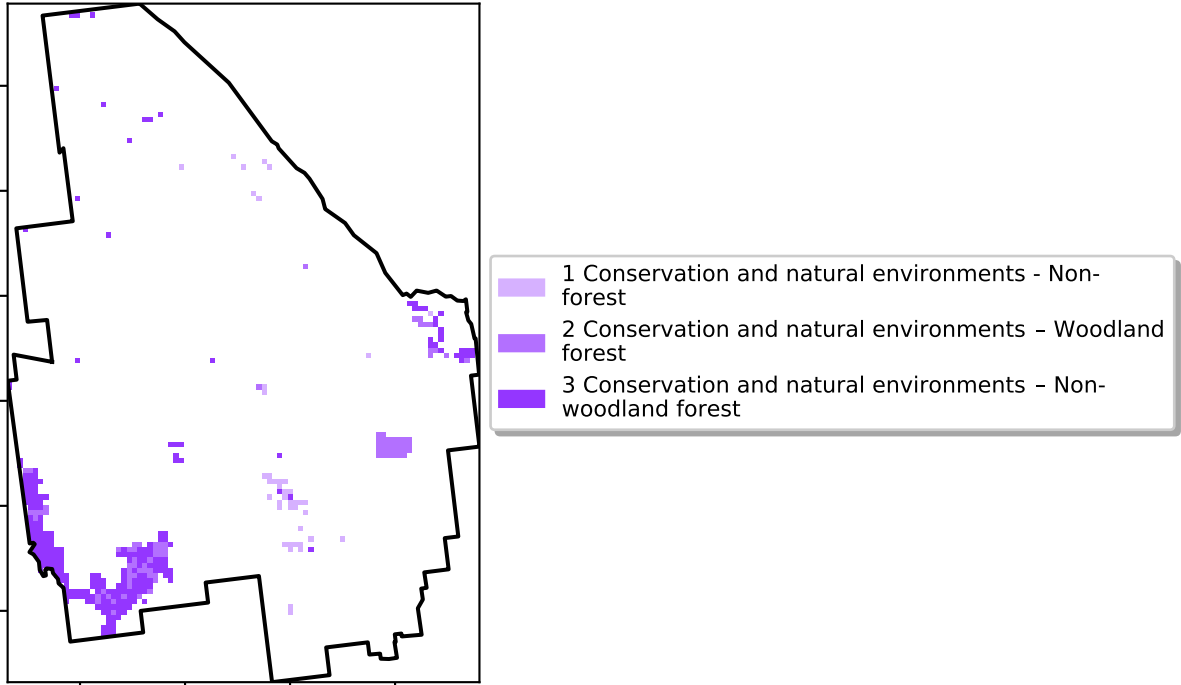 1 Conservation and natural environments - Non-
forest
2 Conservation and natural environments – Woodland
forest
3 Conservation and natural environments – Non-
woodland forest